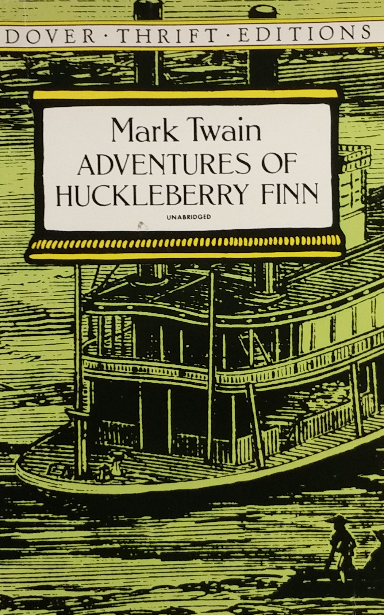 DOVER · THRIFT · EDITIONS
Mark Twain
ADVENTURES OF
HUCKLEBERRY FINN
UNABRIDGED